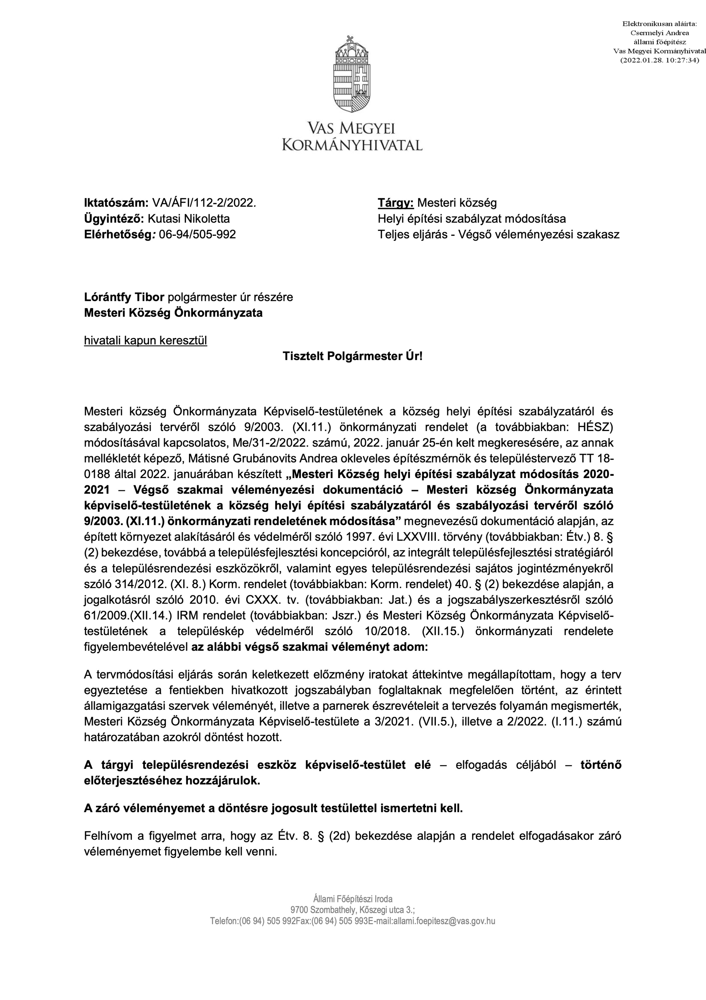 Elektronikusan aláírta:
Csermelyi Andrea
állami főépítész
Vas Megyei Kormányhivatal
(2022.01.28. 10:27:34)
VAS MEGYEI
KORMÁNYHIVATAL
Iktatószám: VA/ÁFI/112-2/2022.
Ügyintéző: Kutasi Nikoletta
Elérhetőség: 06-94/505-992
Tárgy: Mesteri község
Helyi építési szabályzat módosítása
Teljes eljárás - Végső véleményezési szakasz
Lórántfy Tibor polgármester úr részére
Mesteri Község Önkormányzata
hivatali kapun keresztül
Tisztelt Polgármester Úr!
Mesteri község Önkormányzata Képviselő-testületének a község helyi építési szabályzatáról és
szabályozási tervéről szóló 9/2003. (XI.11.) önkormányzati rendelet (a továbbiakban: HÉSZ)
módosításával kapcsolatos, Me/31-2/2022. számú, 2022. január 25-én kelt megkeresésére, az annak
mellékletét képező, Mátisné Grubánovits Andrea okleveles építészmérnök és településtervező TT 18-
0188 által 2022. januárában készített „Mesteri Község helyi építési szabályzat módosítás 2020-
2021 – Végső szakmai véleményezési dokumentáció – Mesteri község Önkormányzata
képviselő-testületének a község helyi építési szabályzatáról és szabályozási tervéről szóló
9/2003. (XI.11.) önkormányzati rendeletének módosítása” megnevezésű dokumentáció alapján, az
épített környezet alakításáról és védelméről szóló 1997. évi LXXVIII. törvény (továbbiakban: Étv.) 8. §
(2) bekezdése, továbbá a településfejlesztési koncepcióról, az integrált településfejlesztési stratégiáról
és a településrendezési eszközökről, valamint egyes településrendezési sajátos jogintézményekről
szóló 314/2012. (XI. 8.) Korm. rendelet (továbbiakban: Korm. rendelet) 40. § (2) bekezdése alapján, a
jogalkotásról szóló 2010. évi CXXX. tv. (továbbiakban: Jat.) és a jogszabályszerkesztésről szóló
61/2009.(XII.14.) IRM rendelet (továbbiakban: Jszr.) és Mesteri Község Önkormányzata Képviselő-
testületének a településkép védelméről szóló 10/2018. (XII.15.) önkormányzati rendelete
figyelembevételével az alábbi végső szakmai véleményt adom:
A tervmódosítási eljárás során keletkezett előzmény iratokat áttekintve megállapítottam, hogy a terv
egyeztetése a fentiekben hivatkozott jogszabályban foglaltaknak megfelelően történt, az érintett
államigazgatási szervek véleményét, illetve a parnerek észrevételeit a tervezés folyamán megismerték,
Mesteri Község Önkormányzata Képviselő-testülete a 3/2021. (VII.5.), illetve a 2/2022. (I.11.) számú
határozatában azokról döntést hozott.
A tárgyi településrendezési eszköz képviselő-testület elé – elfogadás céljából – történő
előterjesztéséhez hozzájárulok.
A záró véleményemet a döntésre jogosult testülettel ismertetni kell.
Felhívom a figyelmet arra, hogy az Étv. 8. § (2d) bekezdése alapján a rendelet elfogadásakor záró
véleményemet figyelembe kell venni.
Állami Főépítészi Iroda
9700 Szombathely, Kőszegi utca 3.;
Telefon:(06 94) 505 992Fax:(06 94) 505 993E-mail:allami.foepitesz@vas.gov.hu